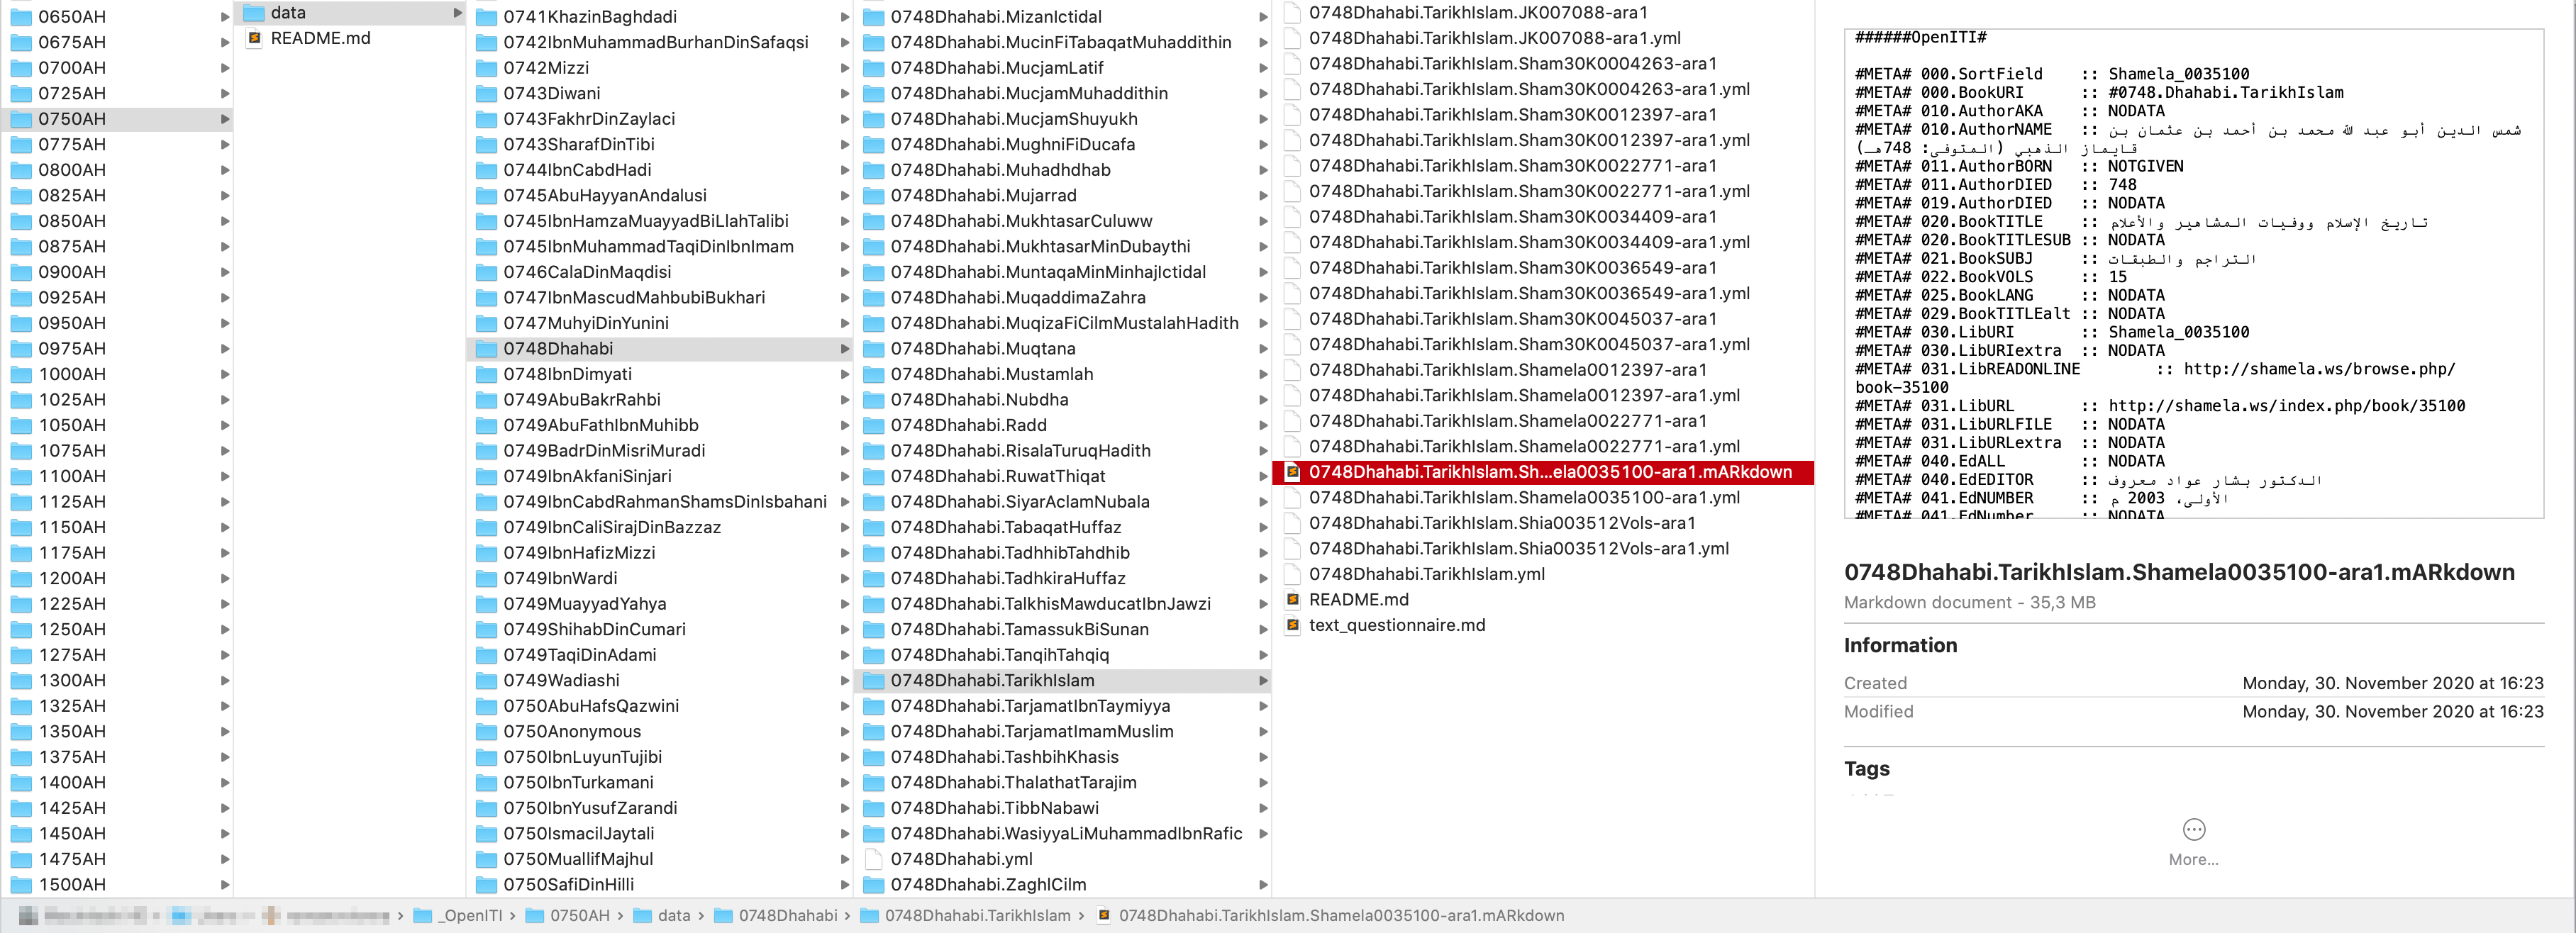 0650AH
0675AH
0700AH
0725AH
0750AH
0775AH
0800AH
0825AH
0850AH
0875AH
0900AH
0925AH
0950AH
0975AH
1000AH
1025AH
1050AH
1075AH
1100AH
1125AH
1150AH
1175AH
1200AH
1225AH
1250AH
1275AH
1300AH
1325AH
1350AH
1375AH
1400AH
1425AH
1450AH
1475AH
1500AH
data
README.md
0741KhazinBaghdadi
0742IbnMuhammadBurhanDinSafaqsi
0742Mizzi
0743Diwani
0743FakhrDinZaylaci
0743SharafDinTibi
0744IbnCabdHadi
0745AbuHayyanAndalusi
0745IbnHamzaMuayyadBiLlahTalibi
0745IbnMuhammadTaqiDinIbnImam
0746CalaDinMaqdisi
0747IbnMascudMahbubiBukhari
0747MuhyiDinYunini
0748Dhahabi
0748IbnDimyati
0749AbuBakrRahbi
0749AbuFathIbnMuhibb
0749BadrDinMisriMuradi
0749IbnAkfaniSinjari
0749IbnCabdRahmanShamsDinIsbahani
0749IbnCaliSirajDinBazzaz
0749IbnHafizMizzi
0749IbnWardi
0749MuayyadYahya
0749ShihabDinCumari
0749TaqiDinAdami
0749Wadiashi
0750AbuHafsQazwini
0750Anonymous
0750IbnLuyunTujibi
0750IbnTurkamani
0750IbnYusufZarandi
0750IsmacilJaytali
0750MuallifMajhul
0750SafiDinHilli
0748Dhahabi.MizanIctidal
0748Dhahabi.MucinFiTabaqatMuhaddithin
0748Dhahabi.MucjamLatif
0748Dhahabi.MucjamMuhaddithin
0748Dhahabi.MucjamShuyukh
0748Dhahabi.MughniFiDucafa
0748Dhahabi.Muhadhdhab
0748Dhahabi.Mujarrad
0748Dhahabi.MukhtasarCuluww
0748Dhahabi.MukhtasarMinDubaythi
0748Dhahabi.MuntaqaMinMinhajIctidal
0748Dhahabi.MuqaddimaZahra
0748Dhahabi.MuqizaFiCilmMustalahHadith
0748Dhahabi.Muqtana
0748Dhahabi.Mustamlah
0748Dhahabi.Nubdha
0748Dhahabi.Radd
0748Dhahabi.RisalaTuruqHadith
0748Dhahabi.RuwatThiqat
0748Dhahabi.SiyarAclamNubala
0748Dhahabi.TabaqatHuffaz
0748Dhahabi.TadhhibTahdhib
0748Dhahabi.TadhkiraHuffaz
0748Dhahabi.TalkhisMawducatIbnJawzi
0748Dhahabi.TamassukBiSunan
0748Dhahabi.TanqihTahqiq
0748Dhahabi.TarikhIslam
0748Dhahabi.TarjamatIbnTaymiyya
0748Dhahabi.TarjamatImamMuslim
0748Dhahabi.TashbihKhasis
0748Dhahabi.ThalathatTarajim
0748Dhahabi.TibbNabawi
0748Dhahabi.WasiyyaLiMuhammadIbnRafic
0748Dhahabi.yml
0748Dhahabi.ZaghlCilm
0748Dhahabi.TarikhIslam.JK007088-ara1
0748Dhahabi.TarikhIslam.JK007088-ara1.yml
0748Dhahabi.TarikhIslam.Sham30K0004263-ara1
0748Dhahabi.TarikhIslam.Sham30K0004263-ara1.yml
0748Dhahabi.TarikhIslam.Sham30K0012397-ara1
0748Dhahabi.TarikhIslam.Sham30K0012397-ara1.yml
0748Dhahabi.TarikhIslam.Sham30K0022771-ara1
0748Dhahabi.TarikhIslam.Sham30K0022771-ara1.yml
0748Dhahabi.TarikhIslam.Sham30K0034409-ara1
0748Dhahabi.TarikhIslam.Sham30K0034409-ara1.yml
0748Dhahabi.TarikhIslam.Sham30K0036549-ara1
0748Dhahabi.TarikhIslam.Sham30K0036549-ara1.yml
0748Dhahabi.TarikhIslam.Sham30K0045037-ara1
0748Dhahabi.TarikhIslam.Sham30K0045037-ara1.yml
0748Dhahabi.TarikhIslam.Shamela0012397-ara1
0748Dhahabi.TarikhIslam.Shamela0012397-ara1.yml
0748Dhahabi.TarikhIslam.Shamela0022771-ara1
0748Dhahabi.TarikhIslam.Shamela0022771-ara1.yml
0748Dhahabi.TarikhIslam.Sh...ela0035100-ara1.mARkdown
0748Dhahabi.TarikhIslam.Shamela0035100-ara1.yml
0748Dhahabi.TarikhIslam.Shia003512Vols-ara1
0748Dhahabi.TarikhIslam.Shia003512Vols-ara1.yml
0748Dhahabi.TarikhIslam.yml
README.md
text_questionnaire.md
######OpenITI#
#META# 000.SortField :: Shamela_0035100
#META# 000.BookURI :: #0748.Dhahabi.TarikhIslam
#META# 010.AuthorAKA :: NODATA
#META# 010.AuthorNAME :: شمس الدين أبو عبد الله محمد بن أحمد بن عثمان بن
قايماز الذهبي (المتوفى: 748هـ)
#META# 011.AuthorBORN :: NOTGIVEN
#META# 011.AuthorDIED :: 748
#META# 019.AuthorDIED :: NODATA
#META# 020.BookTITLE :: تاريخ الإسلام ووفيات المشاهير والأعلام
#META# 020.BookTITLESUB :: NODATA
#META# 021.BookSUBJ :: التراجم والطبقات
#META# 022.BookVOLS :: 15
#META# 025.BookLANG :: NODATA
#META# 029.BookTITLEalt :: NODATA
#META# 030.LibURI :: Shamela_0035100
#META# 030.LibURIextra :: NODATA
#META# 031.LibREADONLINE :: http://shamela.ws/browse.php/
book-35100
#META# 031.LibURL :: http://shamela.ws/index.php/book/35100
#META# 031.LibURLFILE :: NODATA
#META# 031.LibURLextra :: NODATA
#META# 040.EdALL :: NODATA
#META# 040.EdEDITOR :: الدكتور بشار عواد معروف
#META# 041.EdNUMBER :: الأولى، 2003 م
#META# 041.EdNumber :: NODATA
0748Dhahabi.TarikhIslam.Shamela0035100-ara1.mARkdown
Markdown document - 35,3 MB
Information
Created Monday, 30. November 2020 at 16:23
Modified Monday, 30. November 2020 at 16:23
Tags
More...
_OpenITI › 0750AH › data › 0748Dhahabi › 0748Dhahabi.TarikhIslam › 0748Dhahabi.TarikhIslam.Shamela0035100-ara1.mARkdown